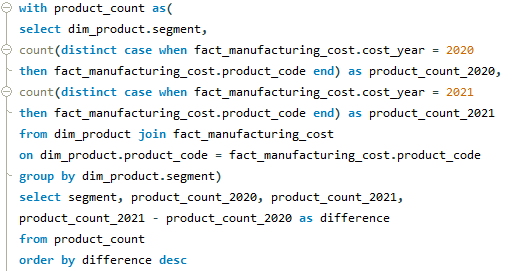 with product_count as(
select dim_product.segment,
count(distinct case when fact_manufacturing_cost.cost_year = 2020
then fact_manufacturing_cost.product_code end) as product_count_2020,
count(distinct case when fact_manufacturing_cost.cost_year = 2021
then fact_manufacturing_cost.product_code end) as product_count_2021
from dim_product join fact_manufacturing_cost
on dim_product.product_code = fact_manufacturing_cost.product_code
group by dim_product.segment)
select segment, product_count_2020, product_count_2021,
product_count_2021 - product_count_2020 as difference
from product_count
order by difference desc